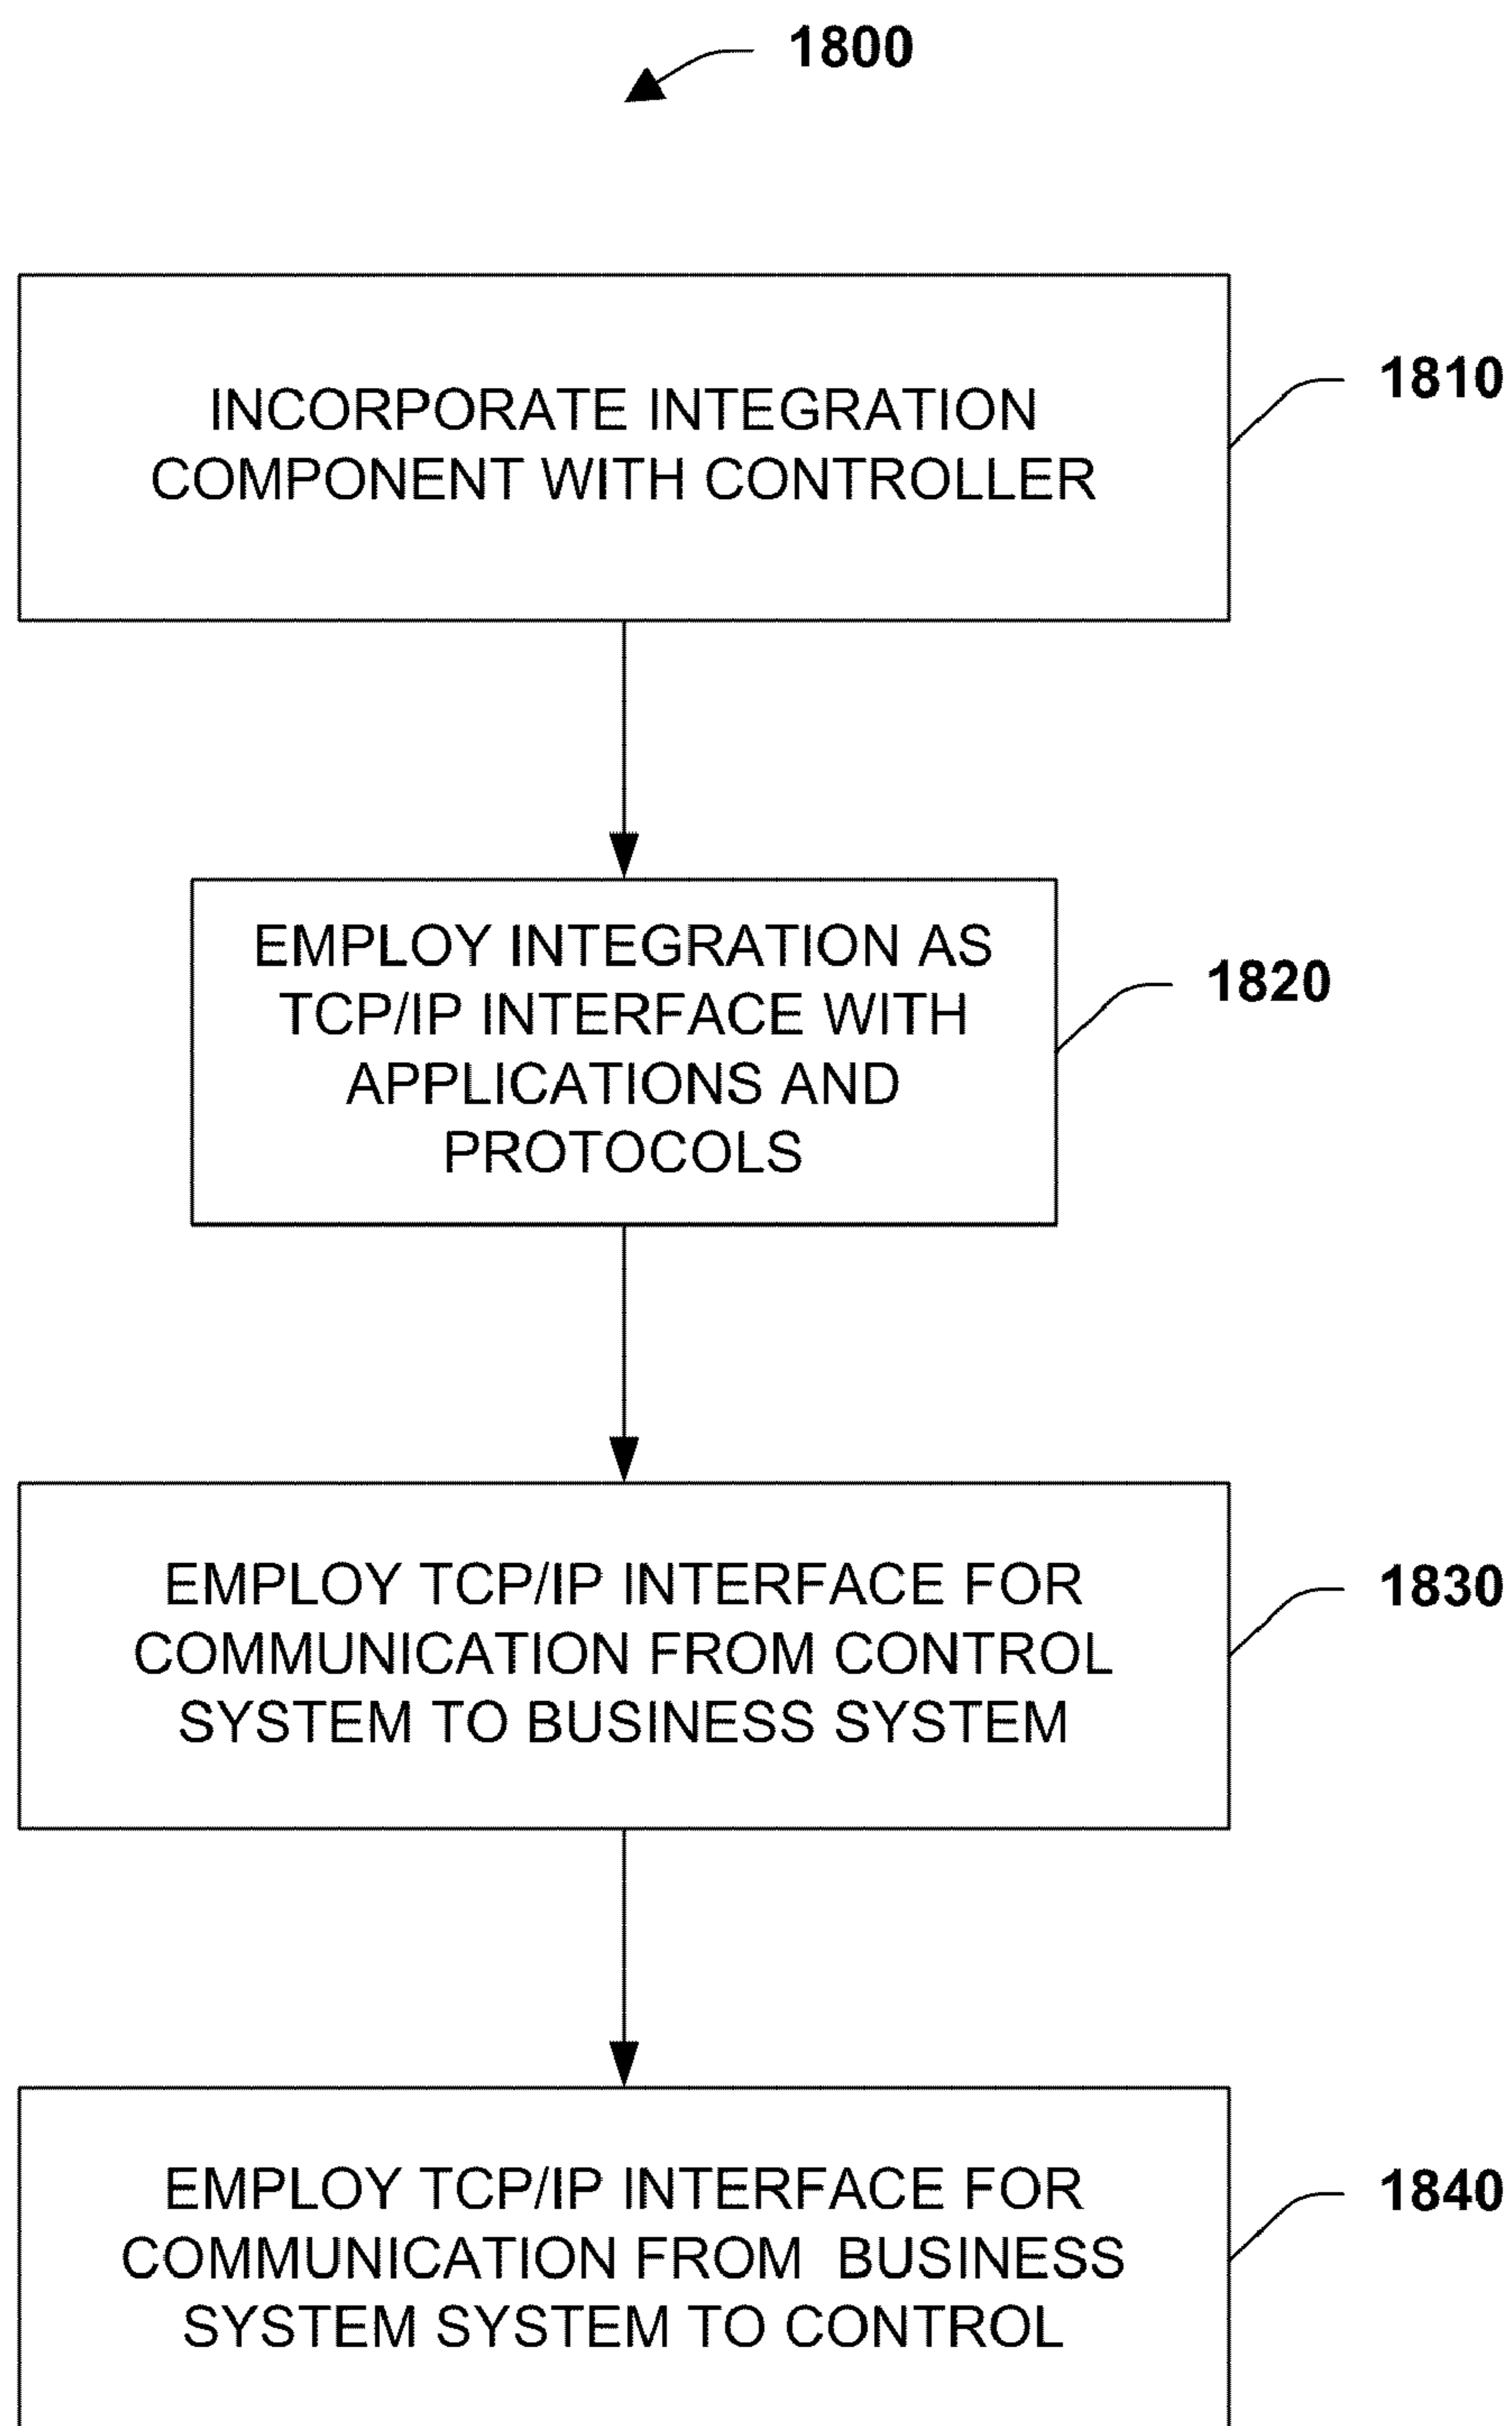 1800
INCORPORATE INTEGRATION
COMPONENT WITH CONTROLLER
1810
EMPLOY INTEGRATION AS
TCP/IP INTERFACE WITH
APPLICATIONS AND
PROTOCOLS
1820
EMPLOY TCP/IP INTERFACE FOR
COMMUNICATION FROM CONTROL
SYSTEM TO BUSINESS SYSTEM
1830
EMPLOY TCP/IP INTERFACE FOR
COMMUNICATION FROM BUSINESS
SYSTEM SYSTEM TO CONTROL
1840